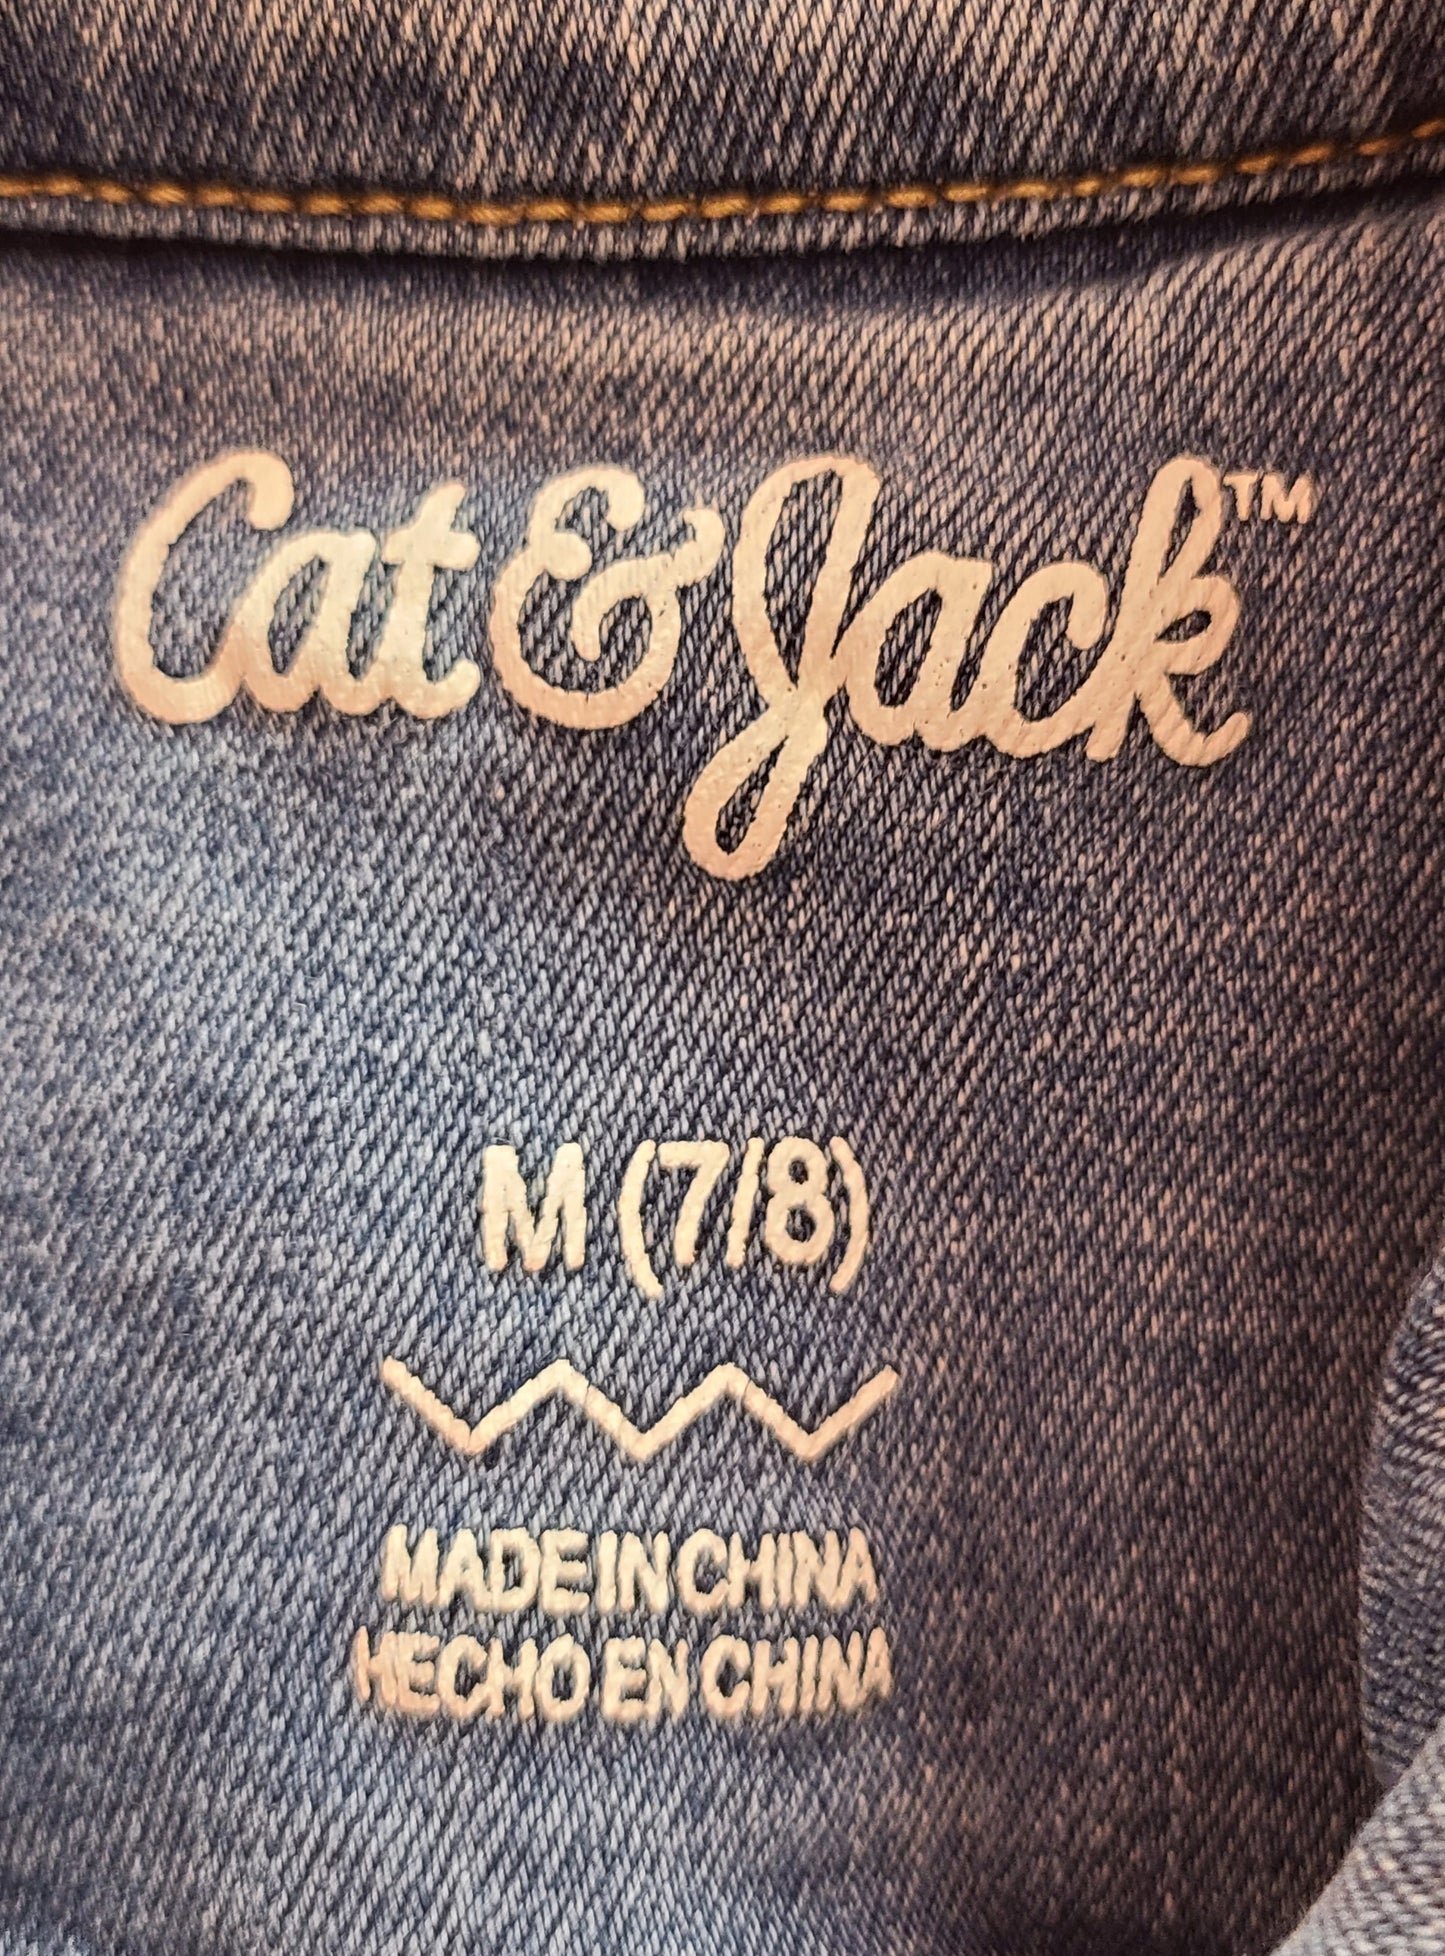 Cat & Jack™
M (7/8)
MADE IN CHINA
HECHO EN CHINA